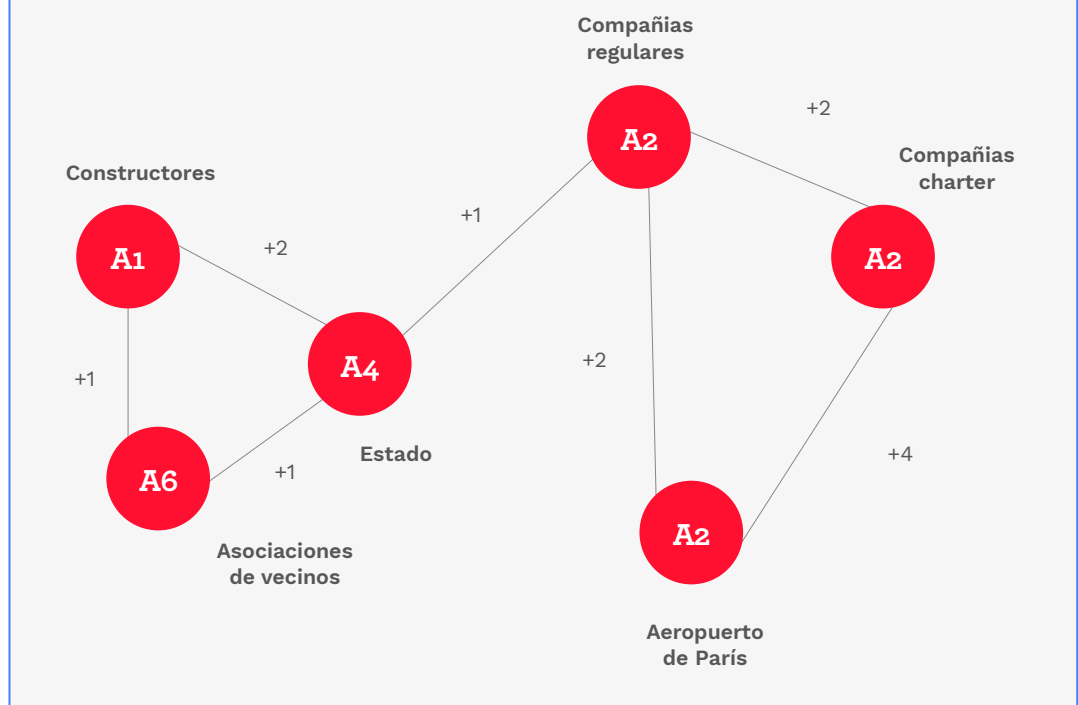 Compañias
regulares
A2
+2
Compañias
charter
A2
Constructores
A1
+2
+1
+1
A4
Estado
+2
A6
+1
Asociaciones
de vecinos
+4
A2
Aeropuerto
de París